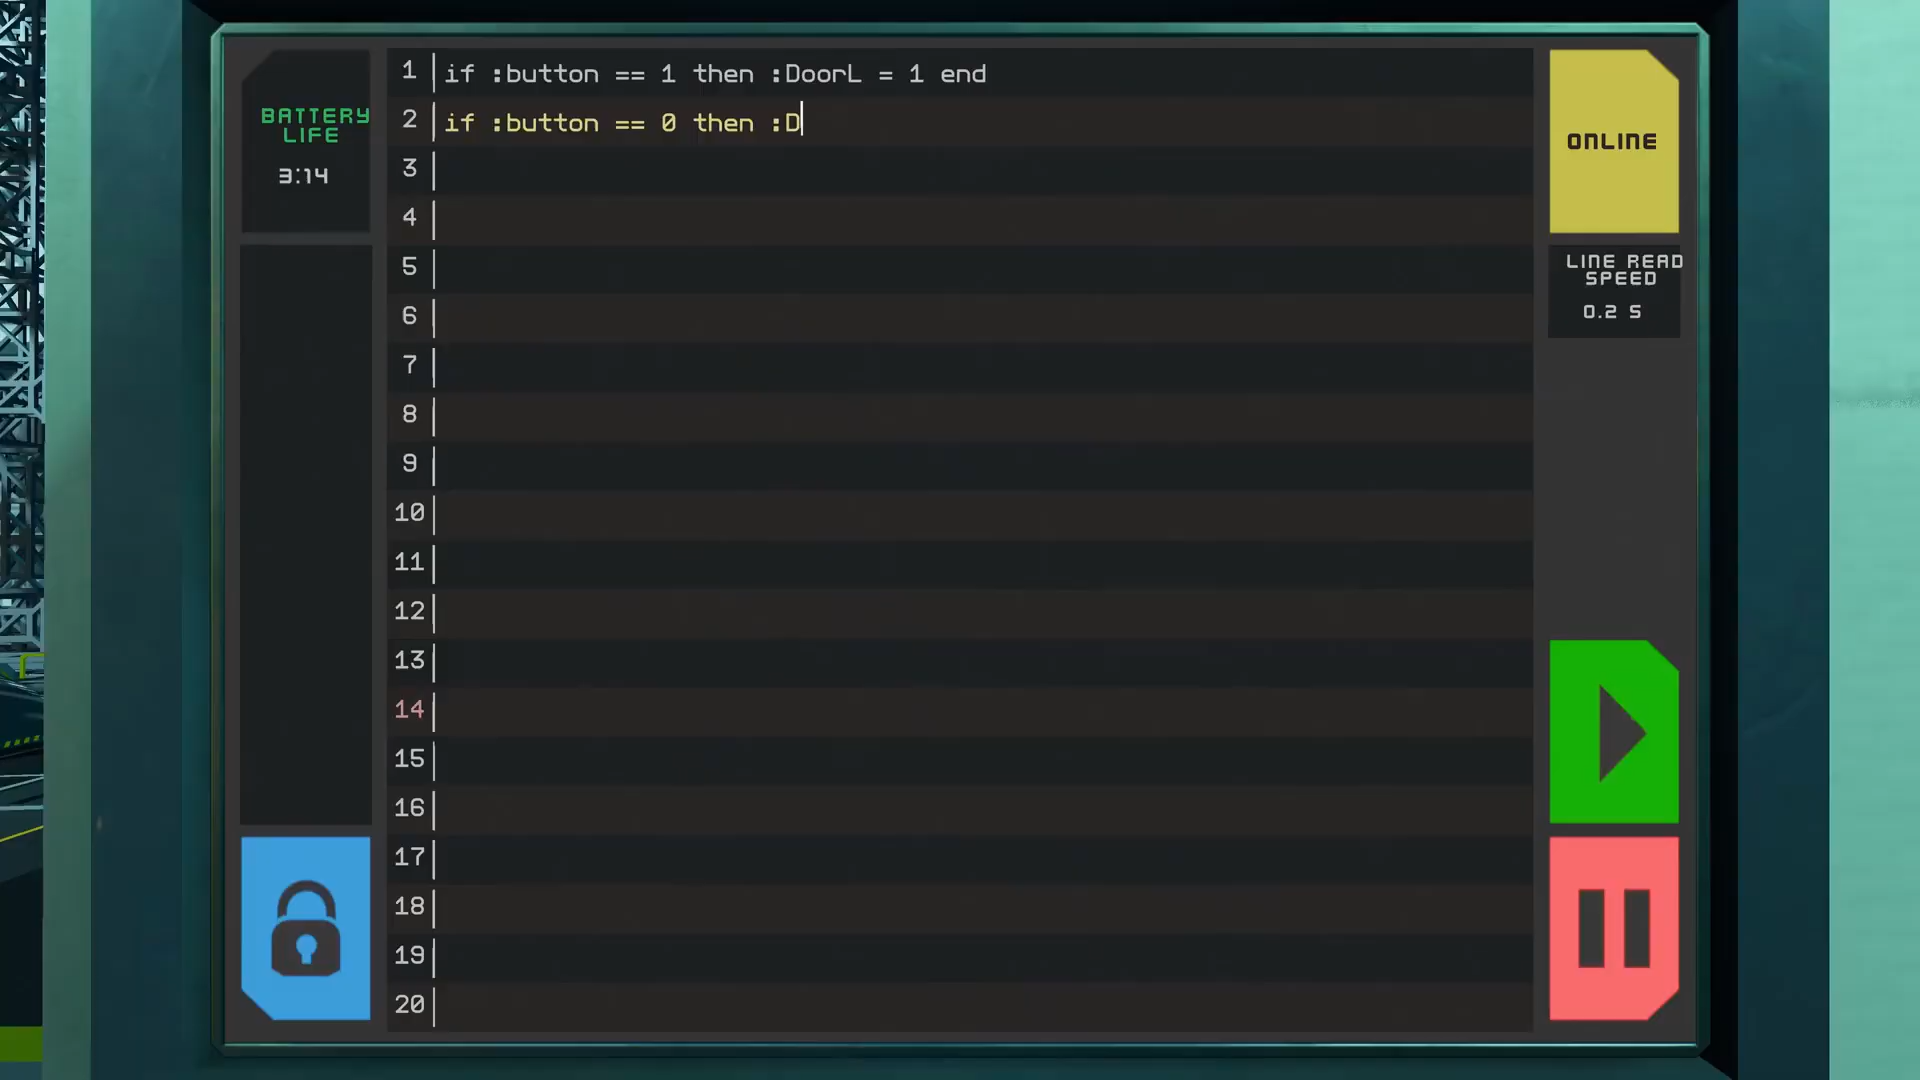 BATTERY
LIFE
3:14
1 if :button == 1 then :DoorL = 1 end
2 if :button == 0 then :D
3
4
5
6
7
8
9
10
11
12
13
14
15
16
17
18
19
20
ONLINE
LINE READ
SPEED
0.2 S